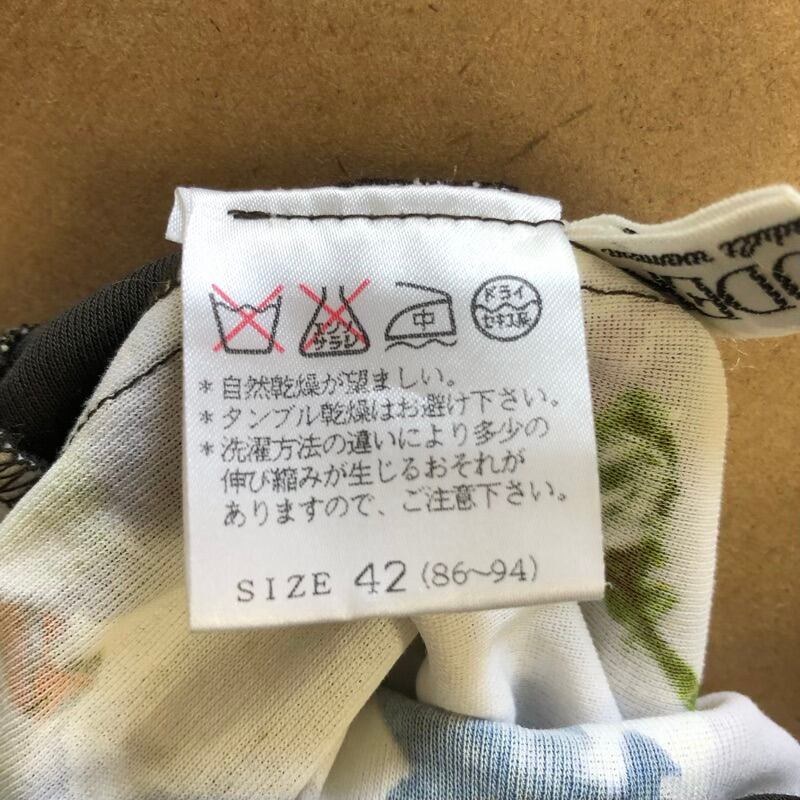 エンソ サラシ
中
ドライ
セキユ系
* 自然乾燥が望ましい。
* タンブル乾燥はお避け下さい。
* 洗濯方法の違いにより多少の
伸び縮みが生じるおそれが
ありますので、ご注意下さい。
SIZE 42 (86~94)